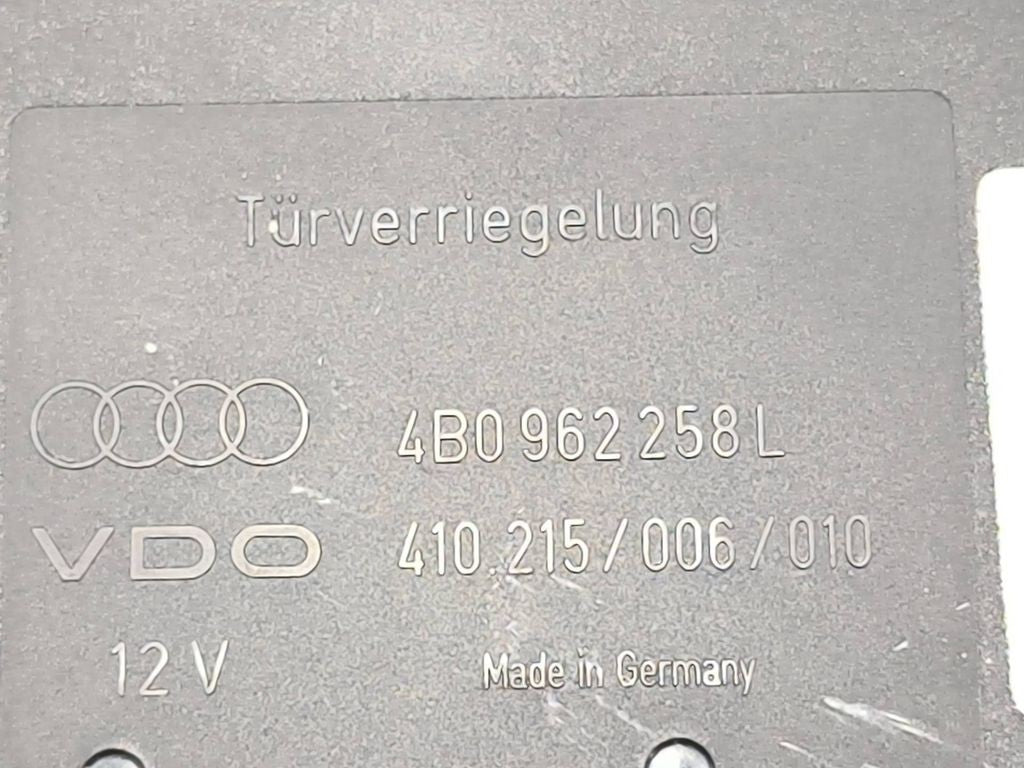 Türverriegelung
4B0 962 258 L
VDO 410.215/006/010
12 V Made in Germany